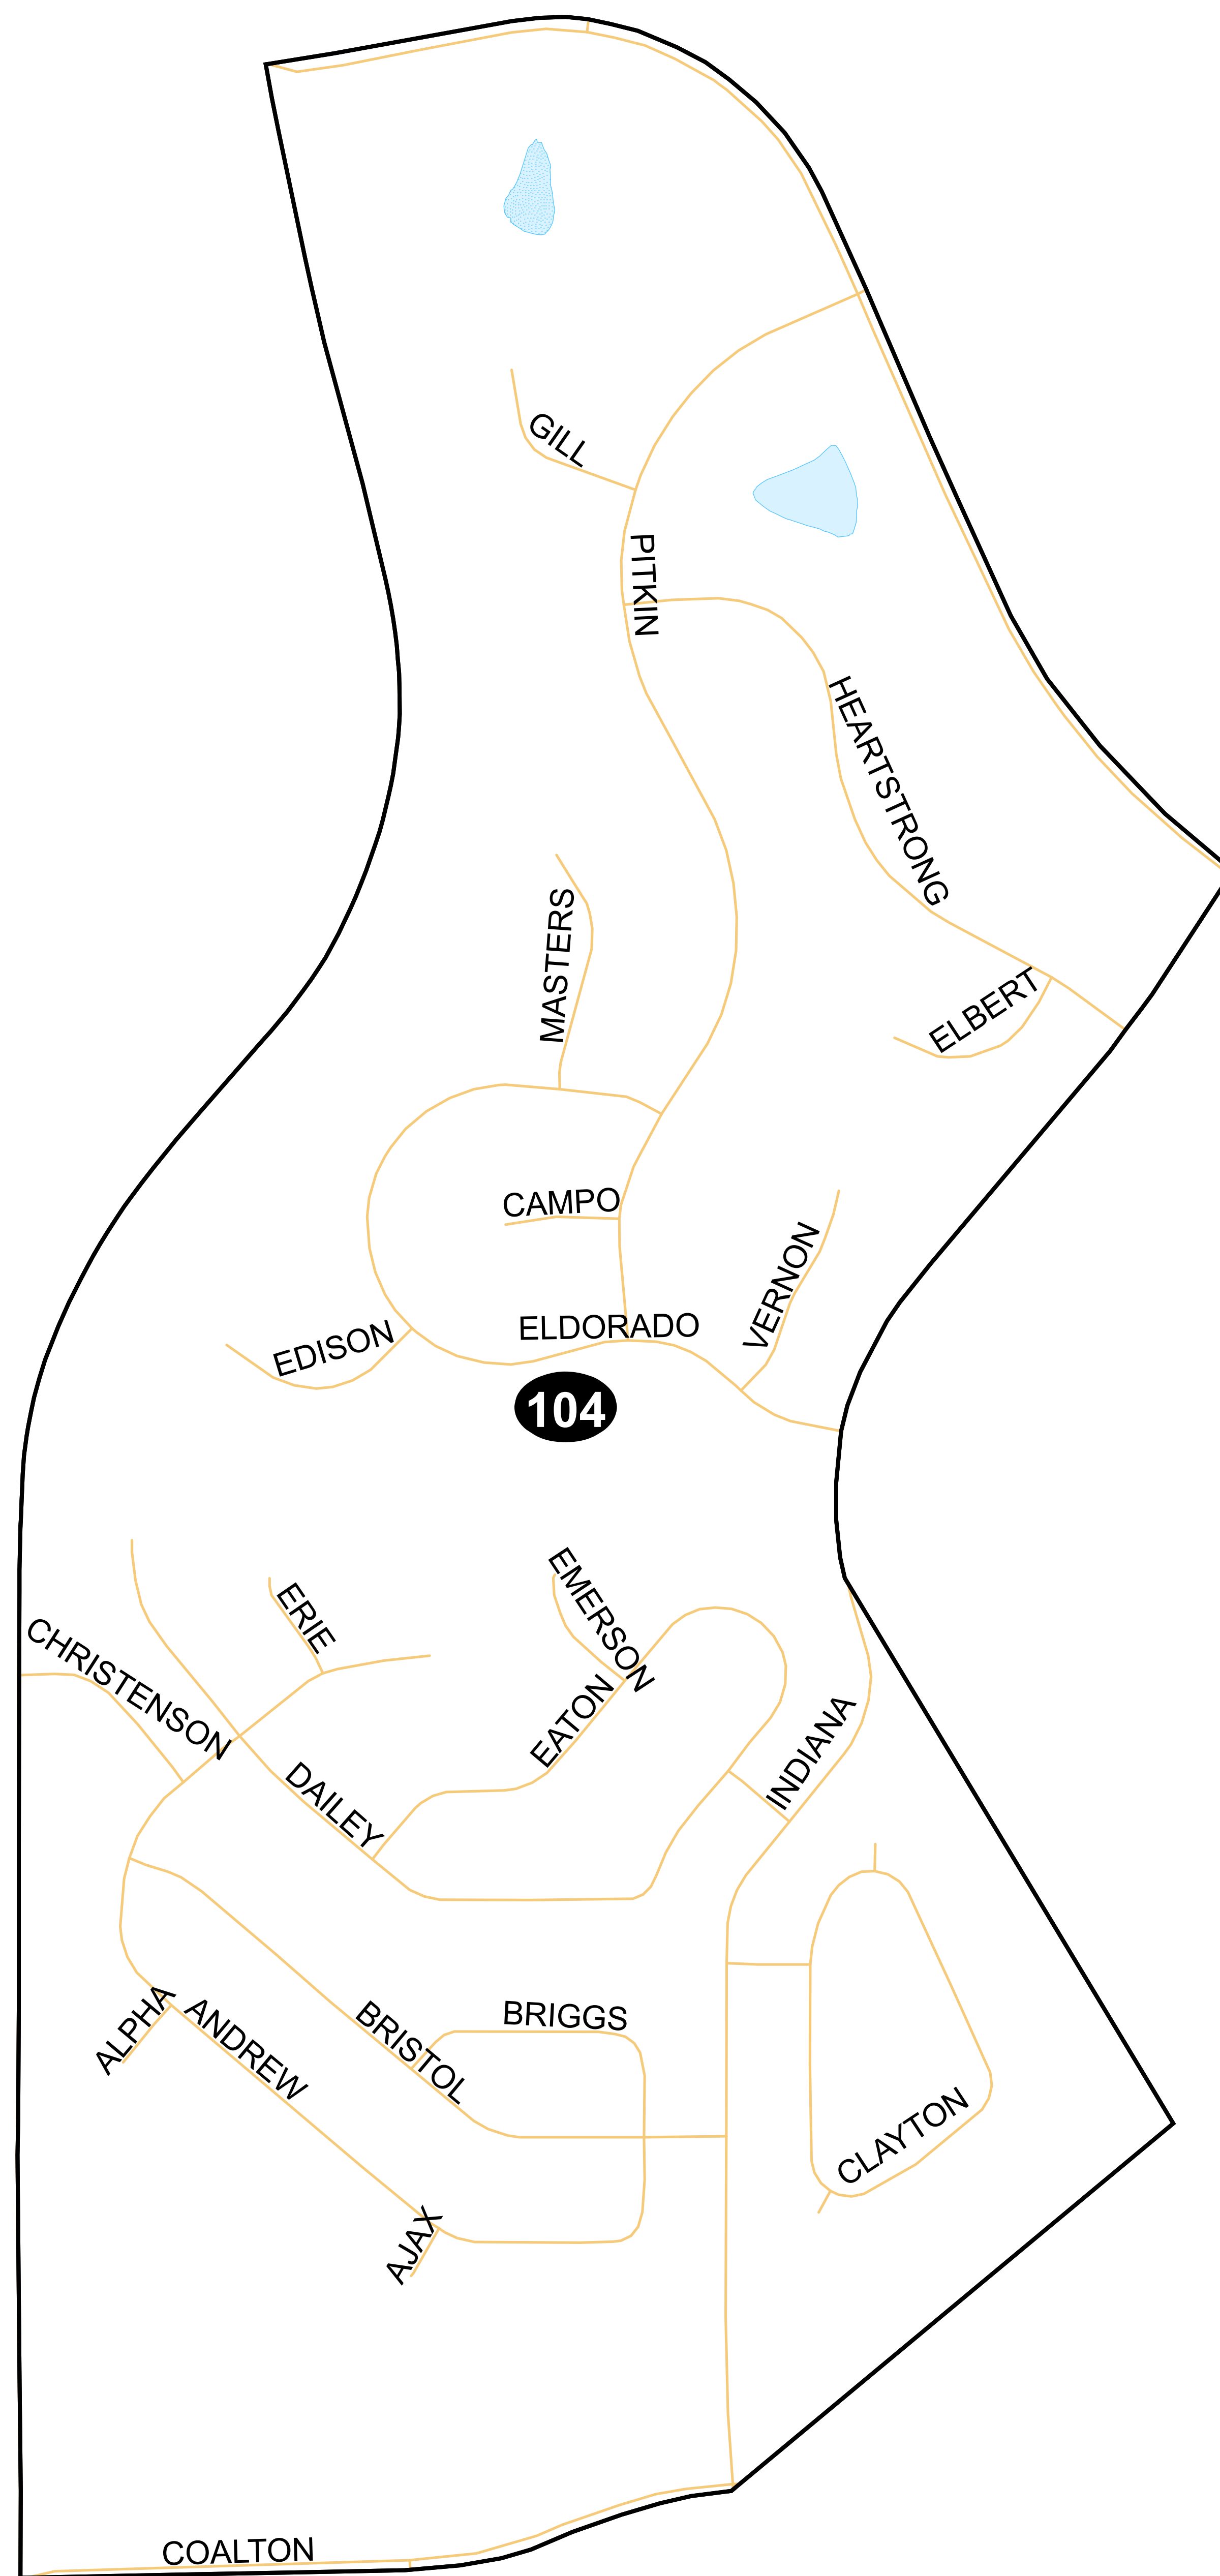 GILL
PITKIN
HEARTSTRONG
MASTERS
ELBERT
CAMPO
VERNON
ELDORADO
EDISON
104
EMERSON
ERIE
CHRISTENSON
EATON
INDIANA
DAILEY
ALPHA
ANDREW
BRISTOL
BRIGGS
CLAYTON
AJAX
COALTON